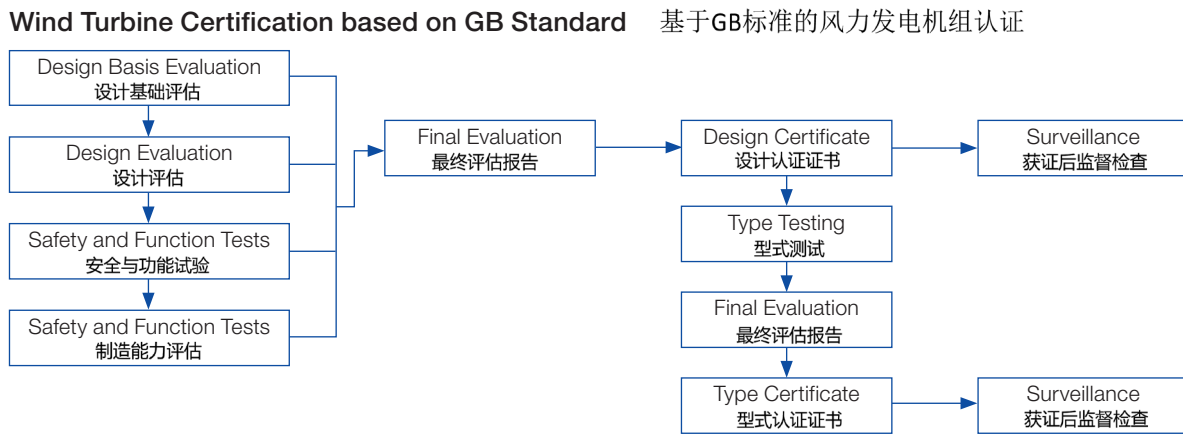 Wind Turbine Certification based on GB Standard 基于GB标准的风力发电机组认证
Design Basis Evaluation
设计基础评估
Design Evaluation
设计评估
Safety and Function Tests
安全与功能试验
Safety and Function Tests
制造能力评估
Final Evaluation
最终评估报告
Design Certificate
设计认证证书
Surveillance
获证后监督检查
Type Testing
型式测试
Final Evaluation
最终评估报告
Type Certificate
型式认证证书
Surveillance
获证后监督检查